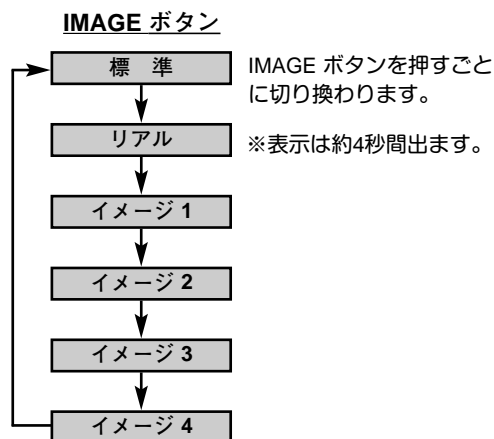 IMAGE ボタン
標　準
IMAGE ボタンを押すごと
に切り換わります。
リアル
※表示は約4秒間出ます。
イメージ 1
イメージ 2
イメージ 3
イメージ 4